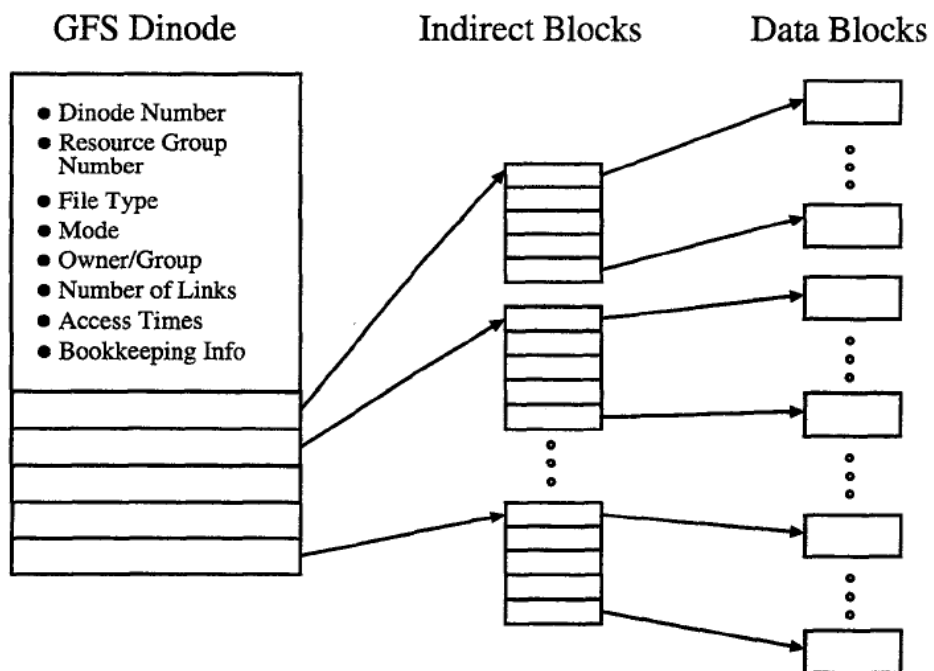 GFS Dinode
Indirect Blocks
Data Blocks
● Dinode Number
● Resource Group
Number
● File Type
● Mode
● Owner/Group
● Number of Links
● Access Times
● Bookkeeping Info